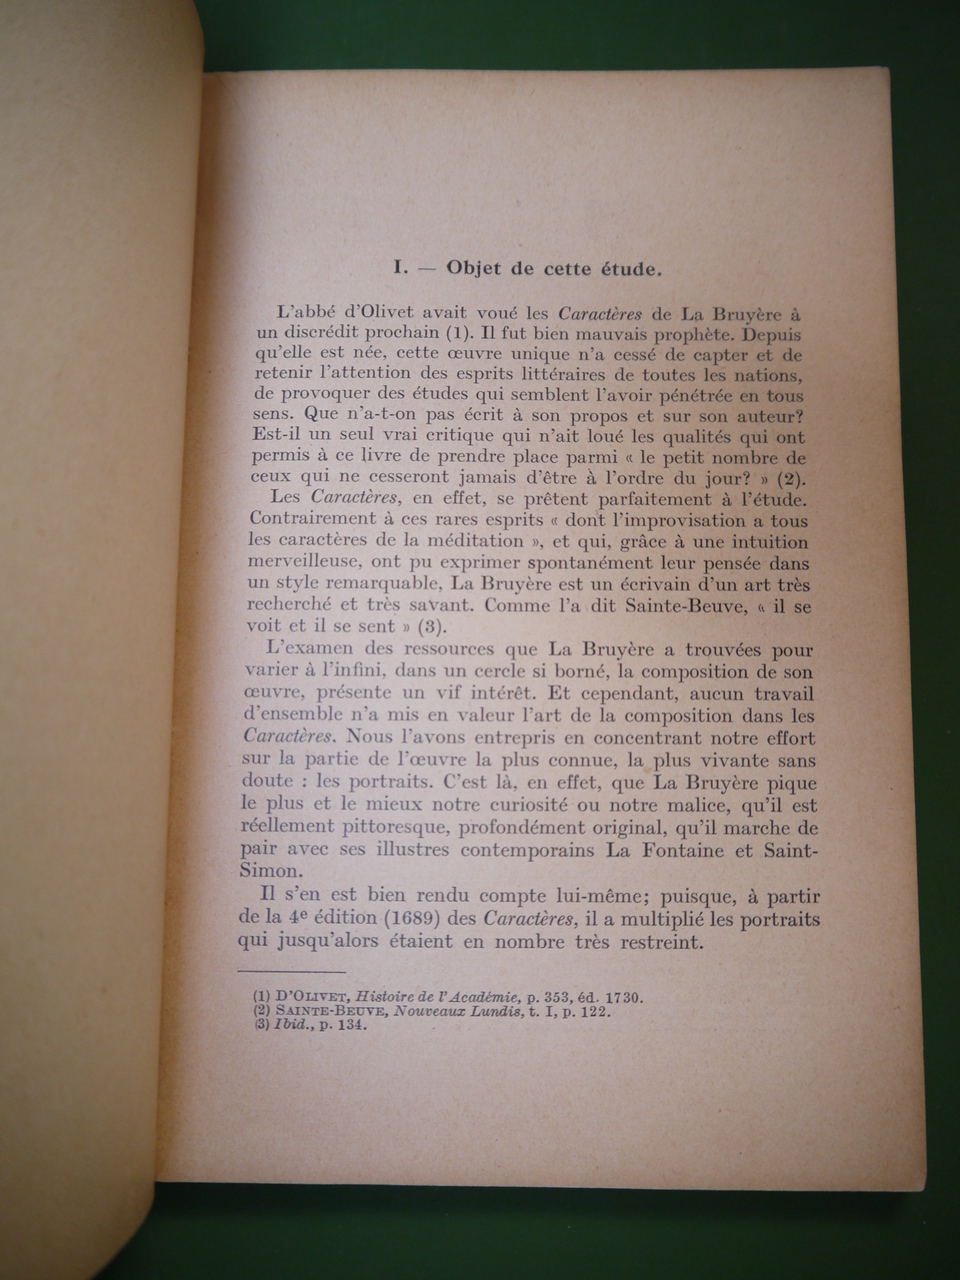 I. — Objet de cette étude.
L'abbé d'Olivet avait voué les Caractères de La Bruyère à
un discrédit prochain (1). Il fut bien mauvais prophète. Depuis
qu'elle est née, cette œuvre unique n'a cessé de capter et de
retenir l'attention des esprits littéraires de toutes les nations,
de provoquer des études qui semblent l'avoir pénétrée en tous
sens. Que n'a-t-on pas écrit à son propos et sur son auteur?
Est-il un seul vrai critique qui n'ait loué les qualités qui ont
permis à ce livre de prendre place parmi « le petit nombre de
ceux qui ne cesseront jamais d'être à l'ordre du jour? » (2).
Les Caractères, en effet, se prêtent parfaitement à l'étude.
Contrairement à ces rares esprits « dont l'improvisation a tous
les caractères de la méditation », et qui, grâce à une intuition
merveilleuse, ont pu exprimer spontanément leur pensée dans
un style remarquable, La Bruyère est un écrivain d'un art très
recherché et très savant. Comme l'a dit Sainte-Beuve, « il se
voit et il se sent » (3).
L'examen des ressources que La Bruyère a trouvées pour
varier à l'infini, dans un cercle si borné, la composition de son
œuvre, présente un vif intérêt. Et cependant, aucun travail
d'ensemble n'a mis en valeur l'art de la composition dans les
Caractères. Nous l'avons entrepris en concentrant notre effort
sur la partie de l'œuvre la plus connue, la plus vivante sans
doute : les portraits. C'est là, en effet, que La Bruyère pique
le plus et le mieux notre curiosité ou notre malice, qu'il est
réellement pittoresque, profondément original, qu'il marche de
pair avec ses illustres contemporains La Fontaine et Saint-
Simon.
Il s'en est bien rendu compte lui-même; puisque, à partir
de la 4e édition (1689) des Caractères, il a multiplié les portraits
qui jusqu'alors étaient en nombre très restreint.
(1) D'OLIVET, Histoire de l'Académie, p. 353, éd. 1730.
(2) SAINTE-BEUVE, Nouveaux Lundis, t. I, p. 122.
(3) Ibid., p. 134.